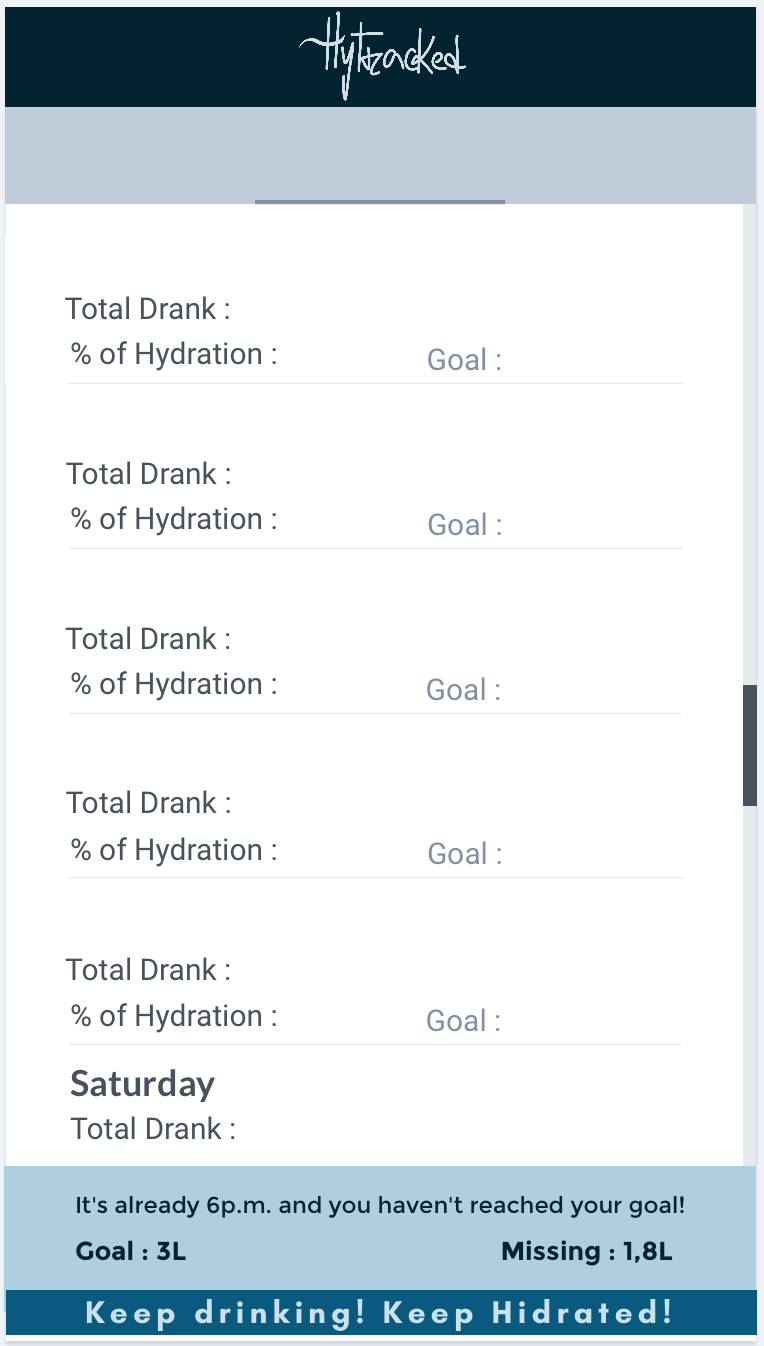 Hytracked
Total Drank :
% of Hydration :
Goal :
Total Drank :
% of Hydration :
Goal :
Total Drank :
% of Hydration :
Goal :
Total Drank :
% of Hydration :
Goal :
Total Drank :
% of Hydration :
Goal :
Saturday
Total Drank :
It's already 6p.m. and you haven't reached your goal!
Goal : 3L Missing : 1,8L
Keep drinking! Keep Hidrated!